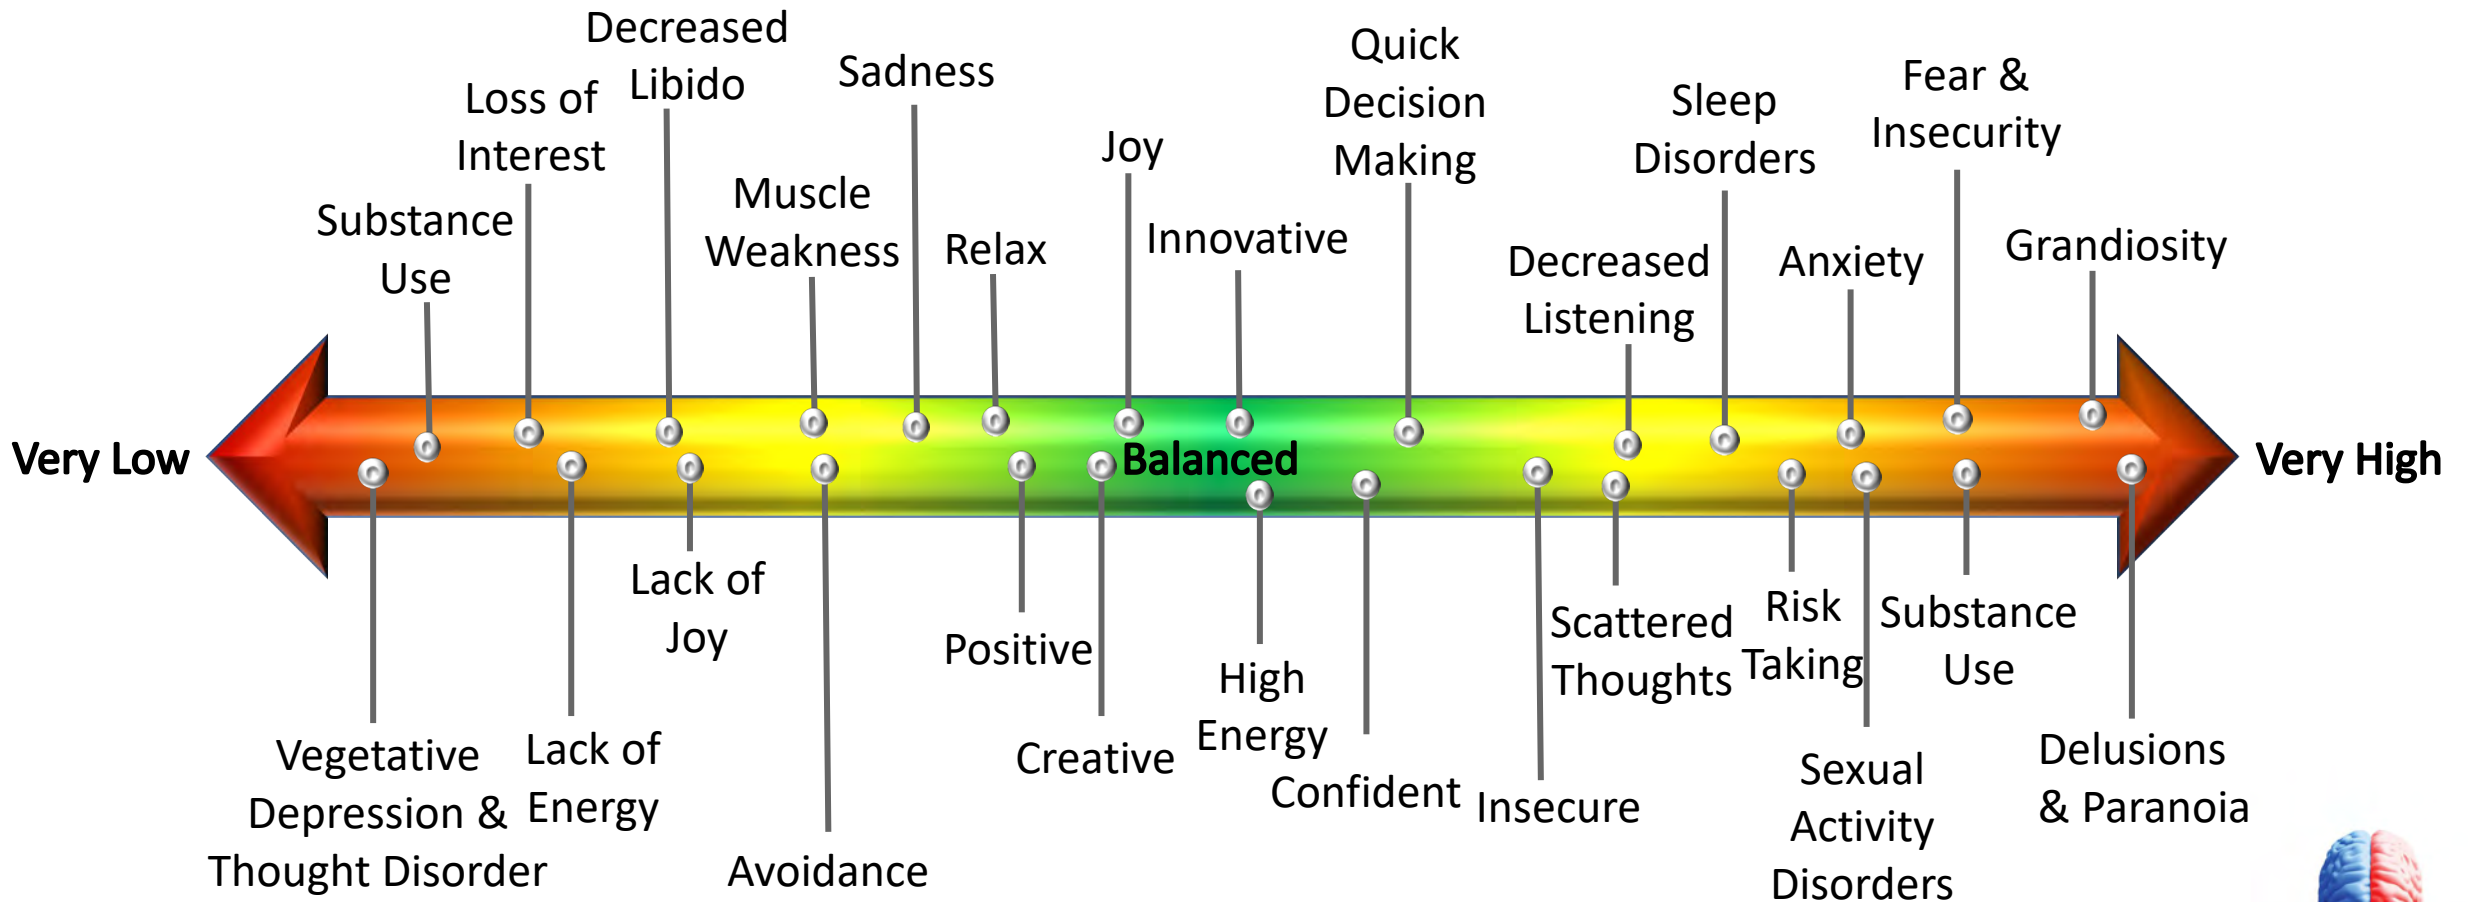 Decreased
Libido
Loss of
Interest
Substance
Use
Muscle
Weakness
Sadness
Relax
Joy
Innovative
Quick
Decision
Making
Decreased
Listening
Sleep
Disorders
Anxiety
Fear &
Insecurity
Grandiosity
Very Low
Balanced
Very High
Vegetative
Depression &
Thought Disorder
Lack of
Energy
Lack of
Joy
Avoidance
Positive
Creative
High
Energy
Confident
Insecure
Scattered
Thoughts
Risk
Taking
Sexual
Activity
Disorders
Substance
Use
Delusions
& Paranoia